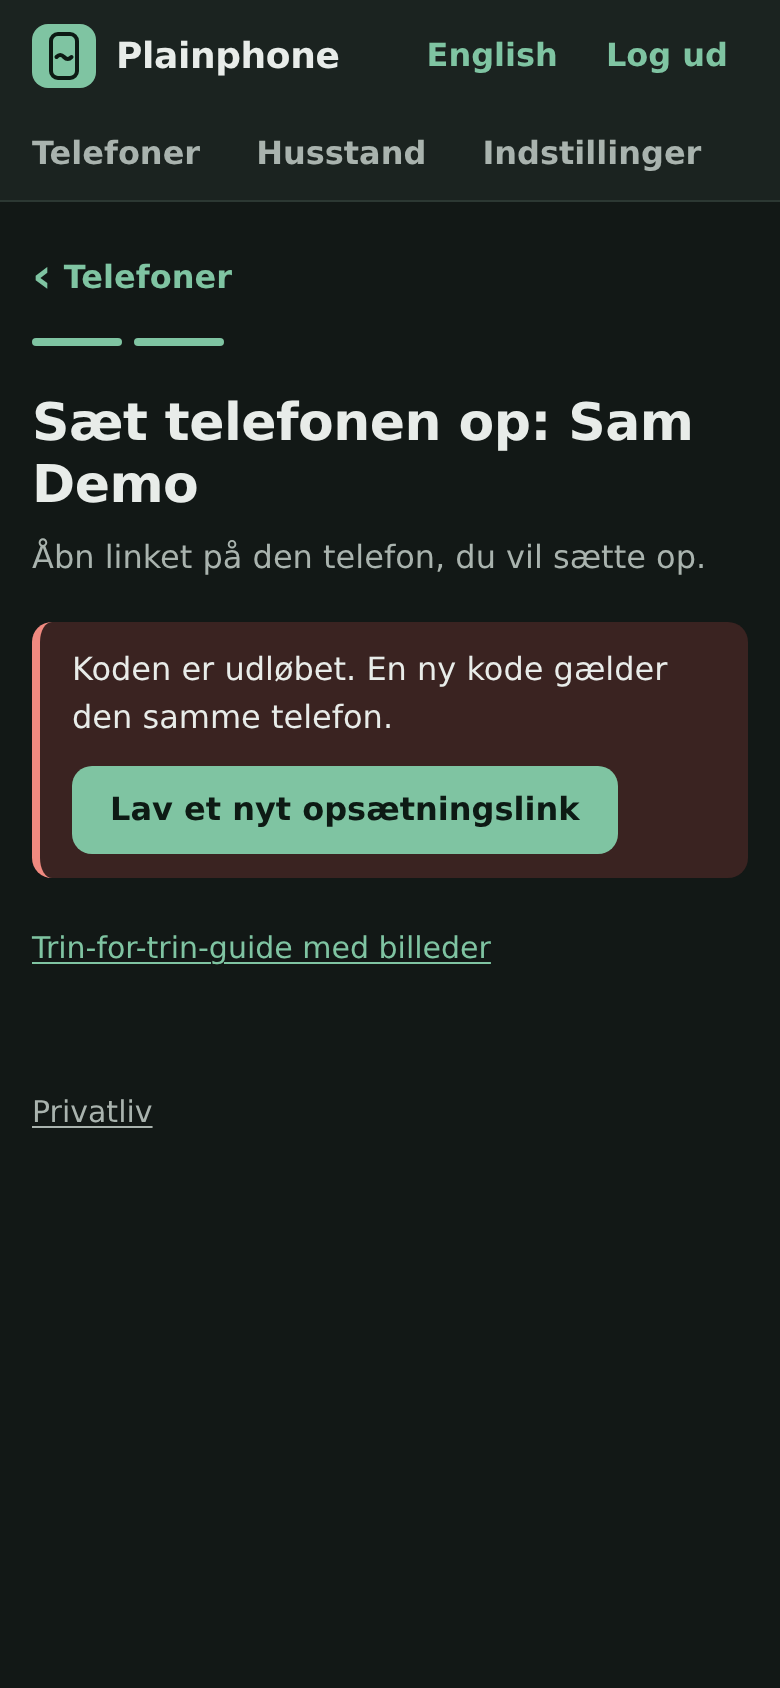 Plainphone
English
Log ud
Telefoner
Husstand
Indstillinger
‹ Telefoner
Sæt telefonen op: Sam
Demo
Åbn linket på den telefon, du vil sætte op.
Koden er udløbet. En ny kode gælder
den samme telefon.
Lav et nyt opsætningslink
Trin-for-trin-guide med billeder
Privatliv